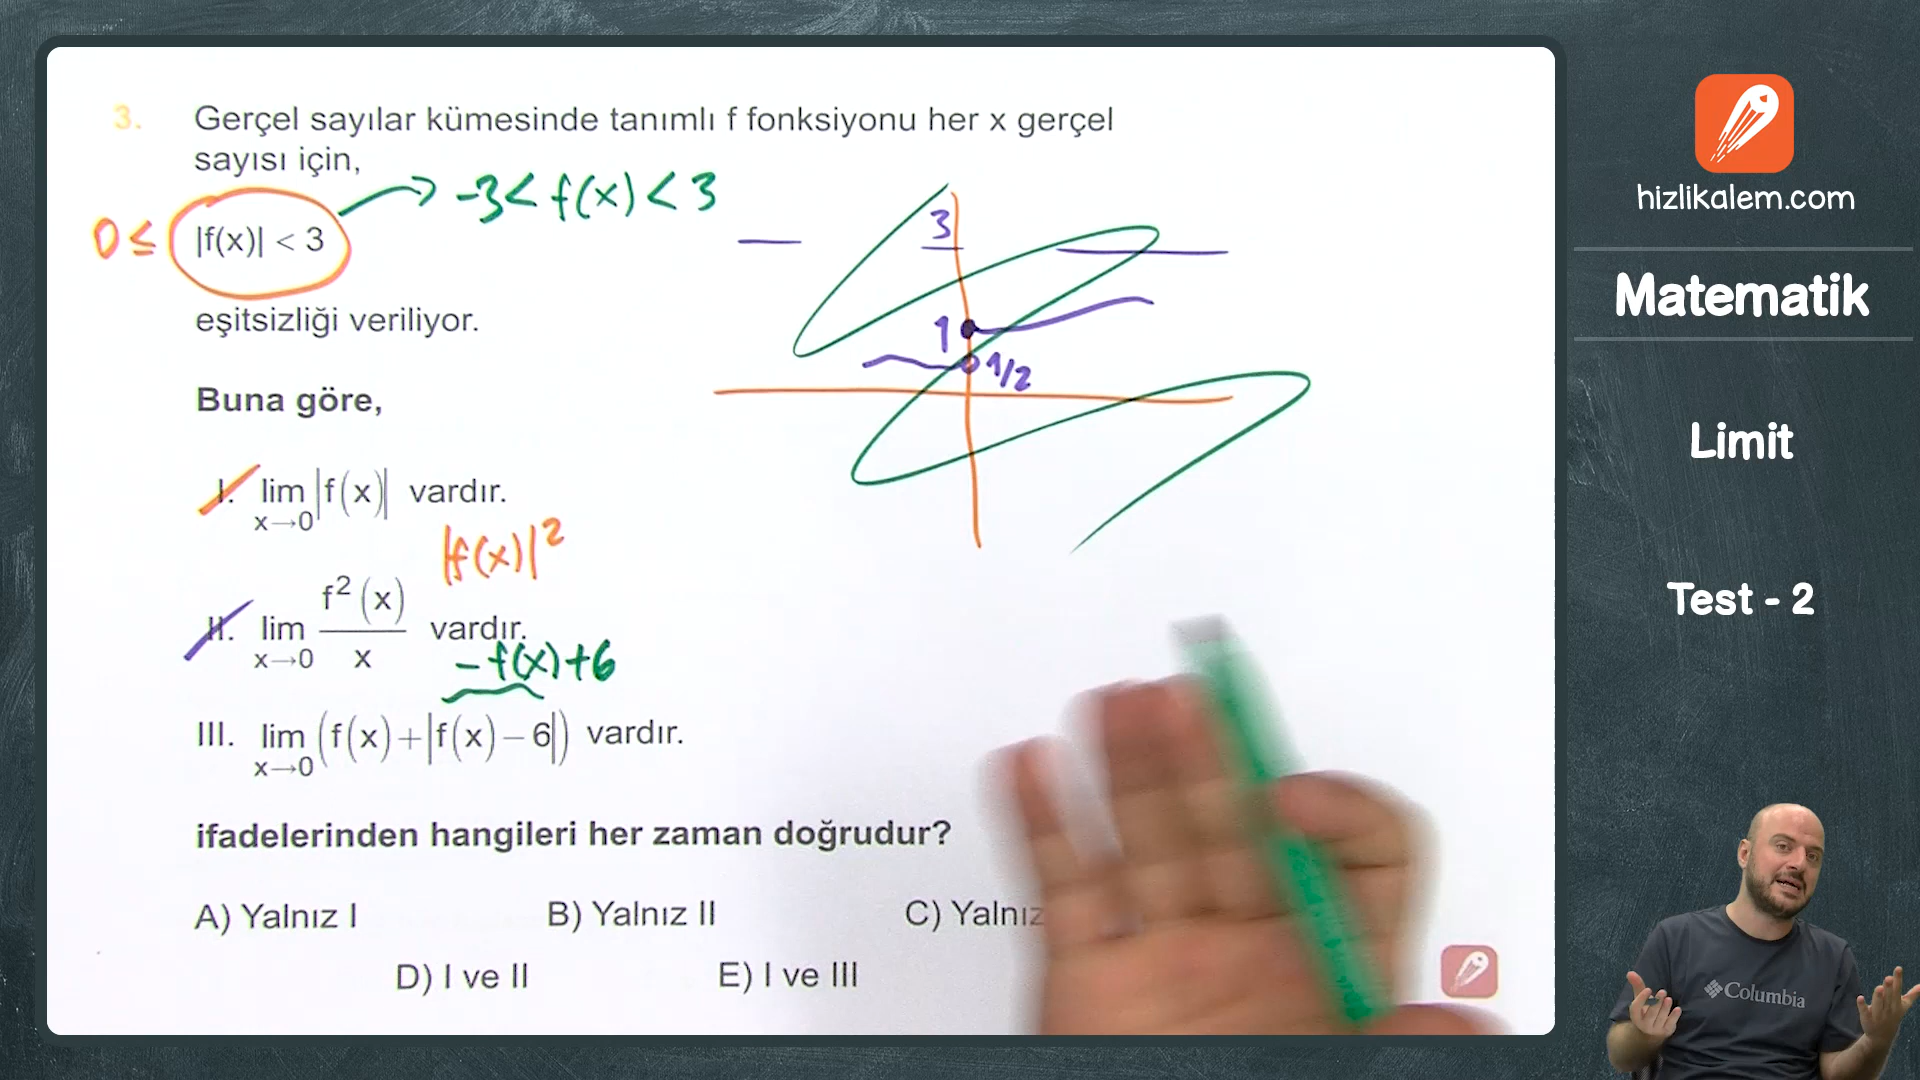 3. Gerçel sayılar kümesinde tanımlı f fonksiyonu her x gerçel
sayısı için,
0 ≤ |f(x)| < 3 → -3 < f(x) < 3
eşitsizliği veriliyor.
Buna göre,
I. lim x→0 |f(x)| vardır.
|f(x)|²
II. lim x→0 f²(x)/x vardır.
-f(x)+6
III. lim x→0 (f(x)+|f(x)−6|) vardır.
ifadelerinden hangileri her zaman doğrudur?
A) Yalnız I B) Yalnız II C) Yalnız
D) I ve II E) I ve III
3
1
1/2
hizlikalem.com
Matematik
Limit
Test - 2
Columbia